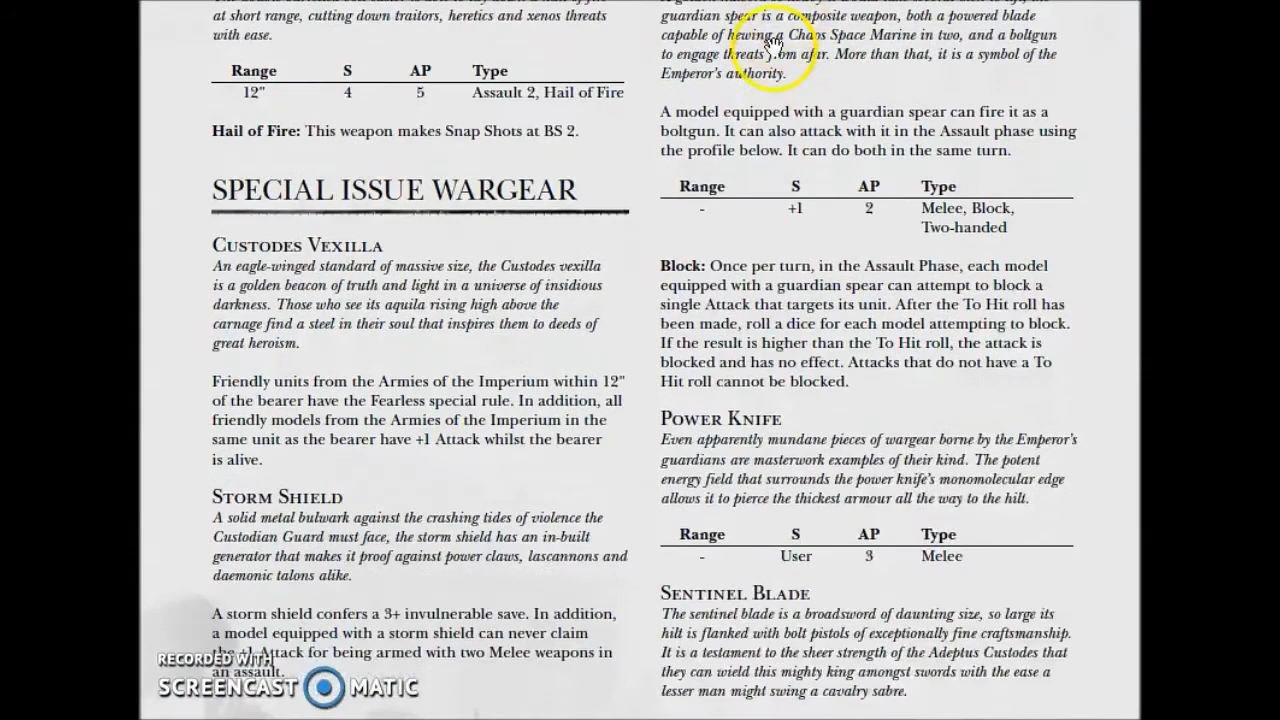 at short range, cutting down traitors, heretics and xenos threats
with ease.
Range S AP Type
12" 4 5 Assault 2, Hail of Fire
Hail of Fire: This weapon makes Snap Shots at BS 2.
SPECIAL ISSUE WARGEAR
CUSTODES VEXILLA
An eagle-winged standard of massive size, the Custodes vexilla
is a golden beacon of truth and light in a universe of insidious
darkness. Those who see its aquila rising high above the
carnage find a steel in their soul that inspires them to deeds of
great heroism.
Friendly units from the Armies of the Imperium within 12"
of the bearer have the Fearless special rule. In addition, all
friendly models from the Armies of the Imperium in the
same unit as the bearer have +1 Attack whilst the bearer
is alive.
STORM SHIELD
A solid metal bulwark against the crashing tides of violence the
Custodian Guard must face, the storm shield has an in-built
generator that makes it proof against power claws, lascannons and
daemonic talons alike.
A storm shield confers a 3+ invulnerable save. In addition,
a model equipped with a storm shield can never claim
the +1 Attack for being armed with two Melee weapons in
an assault.
guardian spear is a composite weapon, both a powered blade
capable of hewing a Chaos Space Marine in two, and a boltgun
to engage threats from afar. More than that, it is a symbol of the
Emperor's authority.
A model equipped with a guardian spear can fire it as a
boltgun. It can also attack with it in the Assault phase using
the profile below. It can do both in the same turn.
Range S AP Type
- +1 2 Melee, Block,
Two-handed
Block: Once per turn, in the Assault Phase, each model
equipped with a guardian spear can attempt to block a
single Attack that targets its unit. After the To Hit roll has
been made, roll a dice for each model attempting to block.
If the result is higher than the To Hit roll, the attack is
blocked and has no effect. Attacks that do not have a To
Hit roll cannot be blocked.
POWER KNIFE
Even apparently mundane pieces of wargear borne by the Emperor's
guardians are masterwork examples of their kind. The potent
energy field that surrounds the power knife's monomolecular edge
allows it to pierce the thickest armour all the way to the hilt.
Range S AP Type
- User 3 Melee
SENTINEL BLADE
The sentinel blade is a broadsword of daunting size, so large its
hilt is flanked with bolt pistols of exceptionally fine craftsmanship.
It is a testament to the sheer strength of the Adeptus Custodes that
they can wield this mighty king amongst swords with the ease a
lesser man might swing a cavalry sabre.
RECORDED WITH
SCREENCAST MATIC